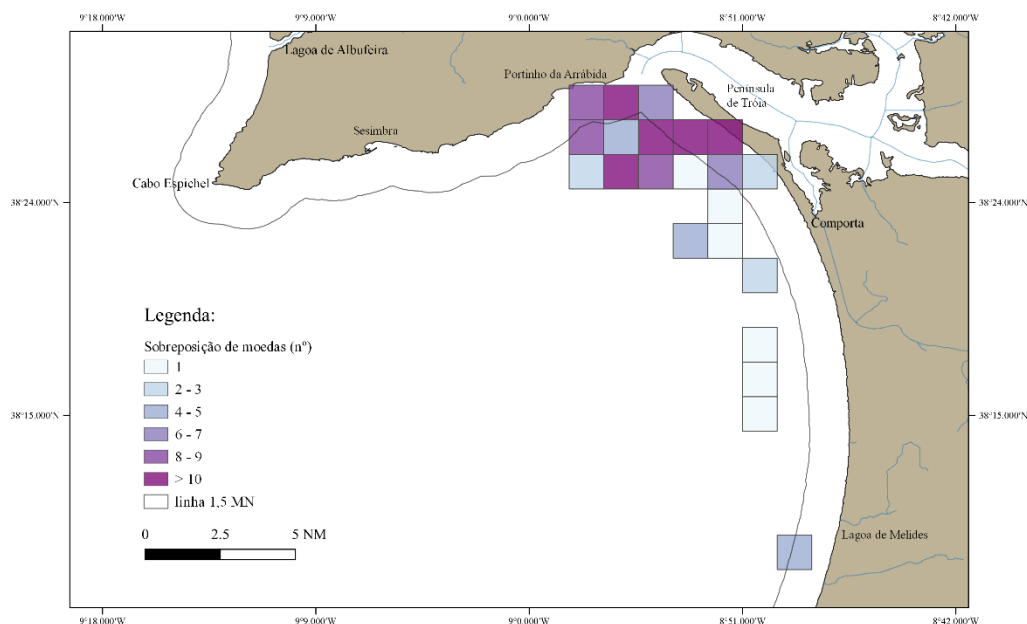 9°18.000'W 9°9.000'W 9°0.000'W 8°51.000'W 8°42.000'W
Lagoa de Albufeira
Portinho da Arrábida
Península
de Tróia
Sesimbra
Cabo Espichel
38°24.000'N 38°24.000'N
Comporta
Legenda:
Sobreposição de moedas (nº)
1
2 - 3
4 - 5
6 - 7
8 - 9
> 10
linha 1,5 MN
0 2.5 5 NM
38°15.000'N 38°15.000'N
Lagoa de Melides
9°18.000'W 9°9.000'W 9°0.000'W 8°51.000'W 8°42.000'W